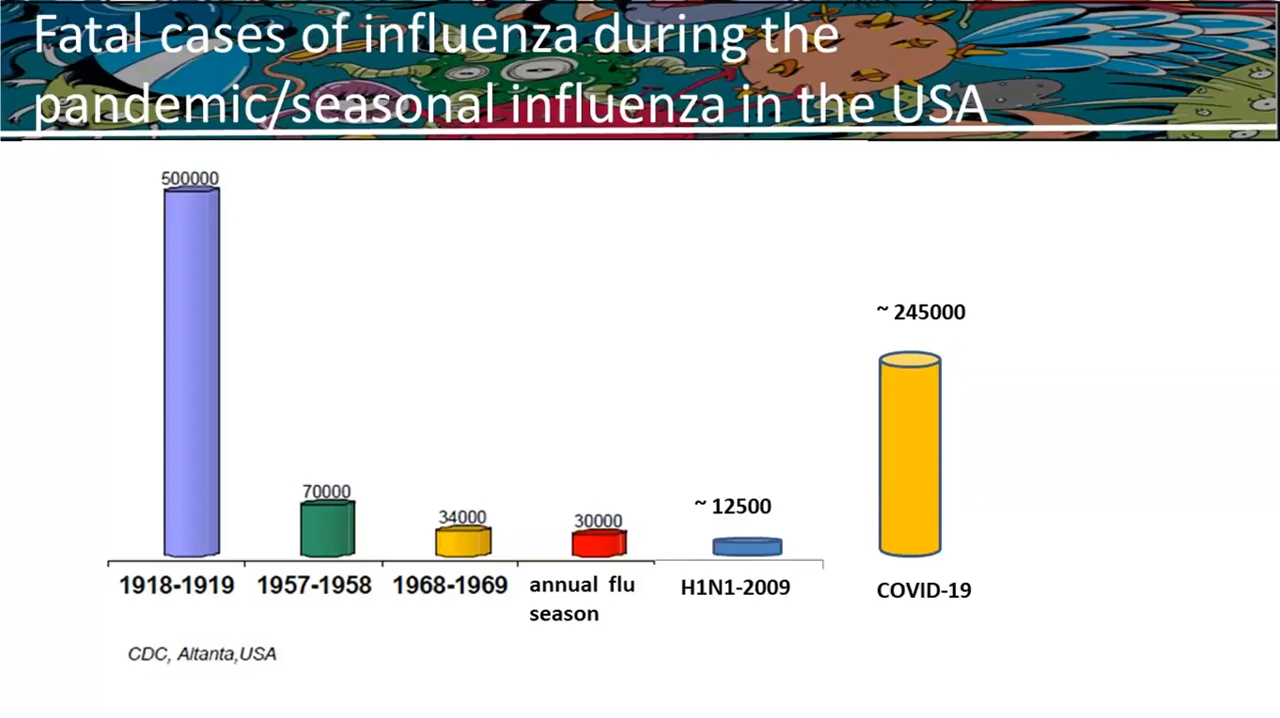 Fatal cases of influenza during the
pandemic/seasonal influenza in the USA
500000
~ 245000
70000
34000
30000
~ 12500
1918-1919
1957-1958
1968-1969
annual flu
season
H1N1-2009
COVID-19
CDC, Altanta,USA